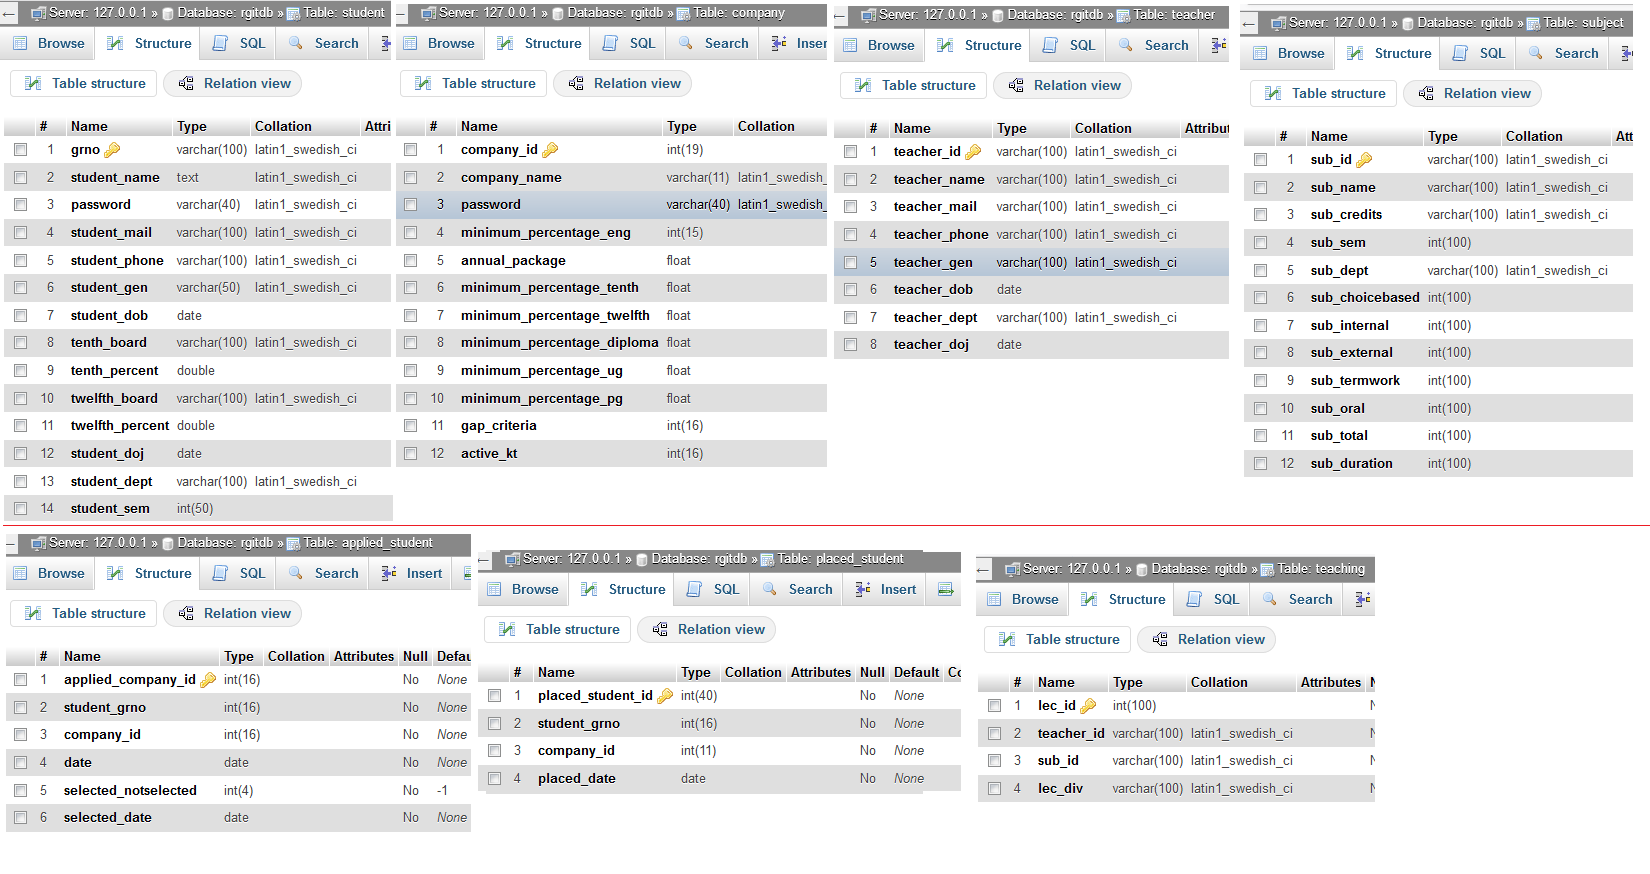 Server: 127.0.0.1 » Database: rgitdb » Table: student
Browse Structure SQL Search
Table structure Relation view
# Name Type Collation Attri
1 grno varchar(100) latin1_swedish_ci
2 student_name text latin1_swedish_ci
3 password varchar(40) latin1_swedish_ci
4 student_mail varchar(100) latin1_swedish_ci
5 student_phone varchar(100) latin1_swedish_ci
6 student_gen varchar(50) latin1_swedish_ci
7 student_dob date
8 tenth_board varchar(100) latin1_swedish_ci
9 tenth_percent double
10 twelfth_board varchar(100) latin1_swedish_ci
11 twelfth_percent double
12 student_doj date
13 student_dept varchar(100) latin1_swedish_ci
14 student_sem int(50)
Server: 127.0.0.1 » Database: rgitdb » Table: company
Browse Structure SQL Search Inser
Table structure Relation view
# Name Type Collation
1 company_id int(19)
2 company_name varchar(11) latin1_swedish_
3 password varchar(40) latin1_swedish_
4 minimum_percentage_eng int(15)
5 annual_package float
6 minimum_percentage_tenth float
7 minimum_percentage_twelfth float
8 minimum_percentage_diploma float
9 minimum_percentage_ug float
10 minimum_percentage_pg float
11 gap_criteria int(16)
12 active_kt int(16)
Server: 127.0.0.1 » Database: rgitdb » Table: teacher
Browse Structure SQL Search
Table structure Relation view
# Name Type Collation Attribut
1 teacher_id varchar(100) latin1_swedish_ci
2 teacher_name varchar(100) latin1_swedish_ci
3 teacher_mail varchar(100) latin1_swedish_ci
4 teacher_phone varchar(100) latin1_swedish_ci
5 teacher_gen varchar(100) latin1_swedish_ci
6 teacher_dob date
7 teacher_dept varchar(100) latin1_swedish_ci
8 teacher_doj date
Server: 127.0.0.1 » Database: rgitdb » Table: subject
Browse Structure SQL Search
Table structure Relation view
# Name Type Collation Att
1 sub_id varchar(100) latin1_swedish_ci
2 sub_name varchar(100) latin1_swedish_ci
3 sub_credits varchar(100) latin1_swedish_ci
4 sub_sem int(100)
5 sub_dept varchar(100) latin1_swedish_ci
6 sub_choicebased int(100)
7 sub_internal int(100)
8 sub_external int(100)
9 sub_termwork int(100)
10 sub_oral int(100)
11 sub_total int(100)
12 sub_duration int(100)
Server: 127.0.0.1 » Database: rgitdb » Table: applied_student
Browse Structure SQL Search Insert
Table structure Relation view
# Name Type Collation Attributes Null Defau
1 applied_company_id int(16) No None
2 student_grno int(16) No None
3 company_id int(16) No None
4 date date No None
5 selected_notselected int(4) No -1
6 selected_date date No None
Server: 127.0.0.1 » Database: rgitdb » Table: placed_student
Browse Structure SQL Search Insert
Table structure Relation view
# Name Type Collation Attributes Null Default Co
1 placed_student_id int(40) No None
2 student_grno int(16) No None
3 company_id int(11) No None
4 placed_date date No None
Server: 127.0.0.1 » Database: rgitdb » Table: teaching
Browse Structure SQL Search
Table structure Relation view
# Name Type Collation Attributes N
1 lec_id int(100) N
2 teacher_id varchar(100) latin1_swedish_ci N
3 sub_id varchar(100) latin1_swedish_ci N
4 lec_div varchar(100) latin1_swedish_ci N